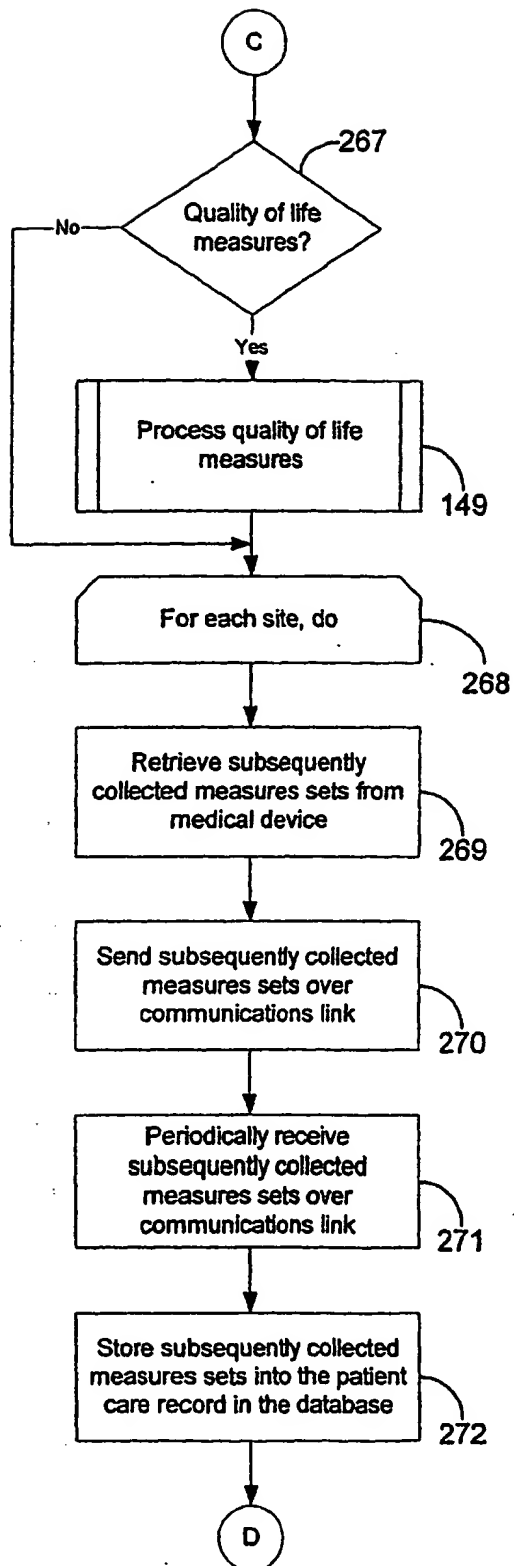 C
267
Quality of life
measures?
No
Yes
Process quality of life
measures
149
For each site, do
268
Retrieve subsequently
collected measures sets from
medical device
269
Send subsequently collected
measures sets over
communications link
270
Periodically receive
subsequently collected
measures sets over
communications link
271
Store subsequently collected
measures sets into the patient
care record in the database
272
D